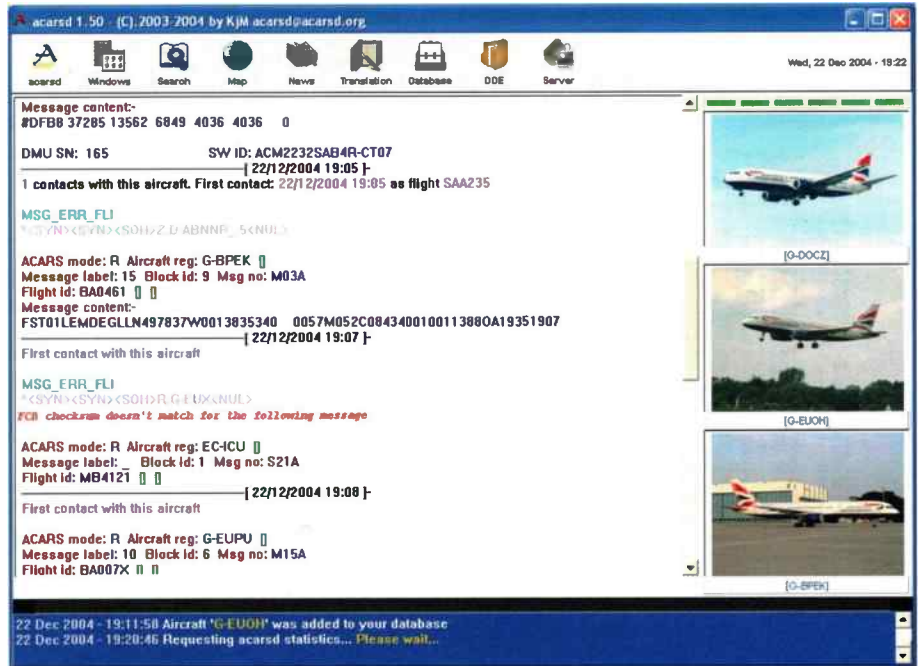 acarsd 1.50 - (C).2003-2004 by KjM acarsd@acarsd.org
acarsd Windows Search Map News Translation Database DDE Server
Wed, 22 Dec 2004 - 19:22
Message content:-
#DFB8 37285 13562 6849 4036 4036 0
DMU SN: 165 SW ID: ACM2232SAB4R-CT07
[ 22/12/2004 19:05 ]-
1 contacts with this aircraft. First contact: 22/12/2004 19:05 as flight SAA235
MSG_ERR_FLI
ACARS mode: R Aircraft reg: G-BPEK []
Message label: 15 Block id: 9 Msg no: M03A
Flight id: BA0461 [] []
Message content:-
FST01LEMDEGLLN497837W0013835340 0057M052C084340010011388OA19351907
[ 22/12/2004 19:07 ]-
First contact with this aircraft
MSG_ERR_FLI
*<SYN><SYN><SOH>R.G-EUX<NUL>
FCB checksum doesn't match for the following message
ACARS mode: R Aircraft reg: EC-ICU []
Message label: _ Block id: 1 Msg no: S21A
Flight id: MB4121 [] []
[ 22/12/2004 19:08 ]-
First contact with this aircraft
ACARS mode: R Aircraft reg: G-EUPU []
Message label: 10 Block id: 6 Msg no: M15A
Flight id: BA007X [] []
[G-DOCZ]
[G-EUOH]
[G-BPEK]
22 Dec 2004 - 19:11:58 Aircraft 'G-EUOH' was added to your database
22 Dec 2004 - 19:20:46 Requesting acarsd statistics... Please wait...